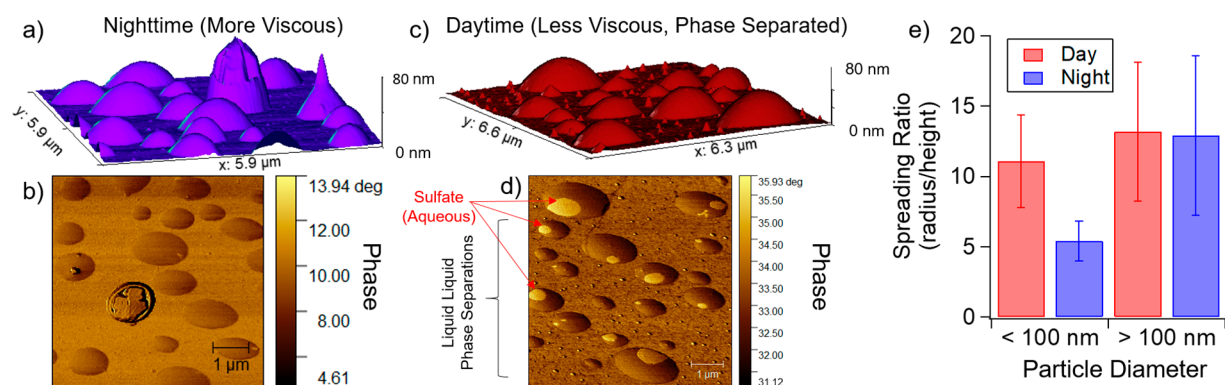 a) Nighttime (More Viscous)
80 nm
0 nm
y: 5.9 µm
x: 5.9 µm
b)
1 µm
13.94 deg
12.00
10.00
8.00
4.61
Phase
c) Daytime (Less Viscous, Phase Separated)
80 nm
0 nm
y: 6.6 µm
x: 6.3 µm
d)
Sulfate
(Aqueous)
Liquid Liquid
Phase Separations
1 µm
35.93 deg
35.50
35.00
34.50
34.00
33.50
33.00
32.50
32.00
31.12
Phase
e)
Spreading Ratio
(radius/height)
20
15
10
5
0
Day
Night
< 100 nm
> 100 nm
Particle Diameter